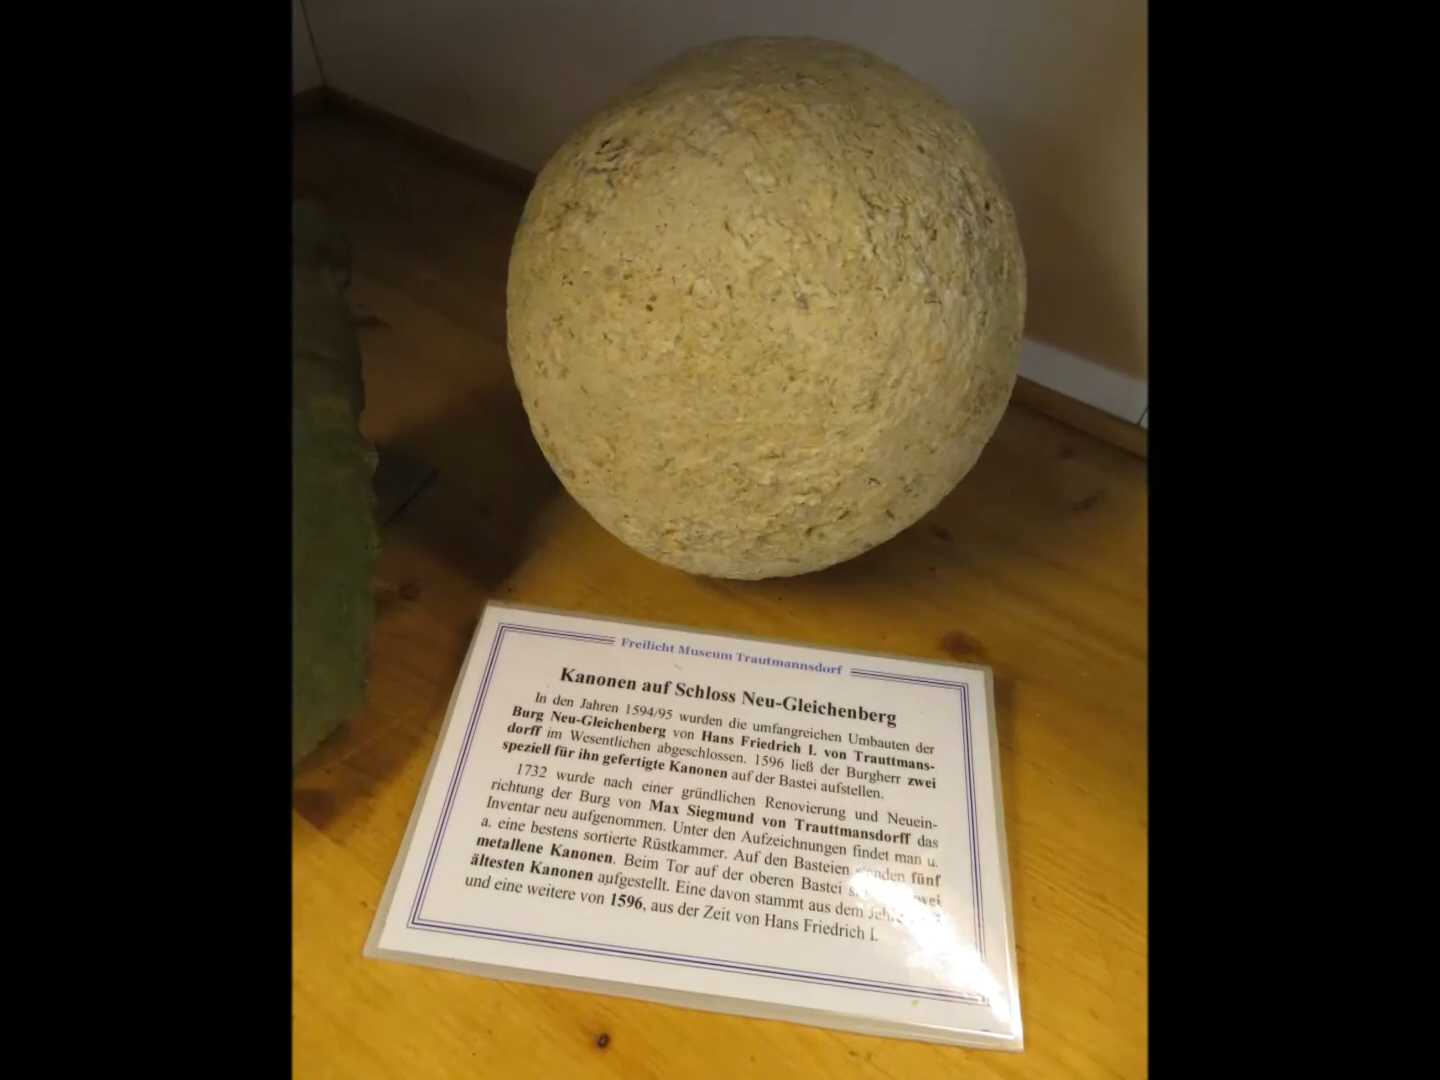 Freilicht Museum Trautmannsdorf
Kanonen auf Schloss Neu-Gleichenberg
In den Jahren 1594/95 wurden die umfangreichen Umbauten der
Burg Neu-Gleichenberg von Hans Friedrich I. von Trauttmans-
dorff im Wesentlichen abgeschlossen. 1596 ließ der Burgherr zwei
speziell für ihn gefertigte Kanonen auf der Bastei aufstellen.
1732 wurde nach einer gründlichen Renovierung und Neuein-
richtung der Burg von Max Siegmund von Trauttmansdorff das
Inventar neu aufgenommen. Unter den Aufzeichnungen findet man u.
a. eine bestens sortierte Rüstkammer. Auf den Basteien standen fünf
metallene Kanonen. Beim Tor auf der oberen Bastei zwei
ältesten Kanonen aufgestellt. Eine davon stammt aus dem Jahr
und eine weitere von 1596, aus der Zeit von Hans Friedrich I.